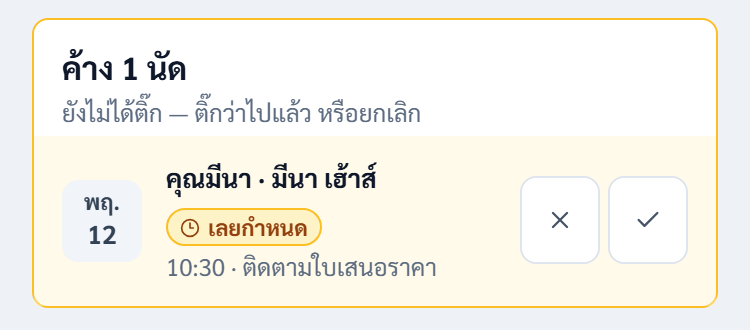 ค้าง 1 นัด
ยังไม่ได้ติ๊ก — ติ๊กว่าไปแล้ว หรือยกเลิก
พฤ.
12
คุณมีนา · มีนา เฮ้าส์
เลยกำหนด
10:30 · ติดตามใบเสนอราคา